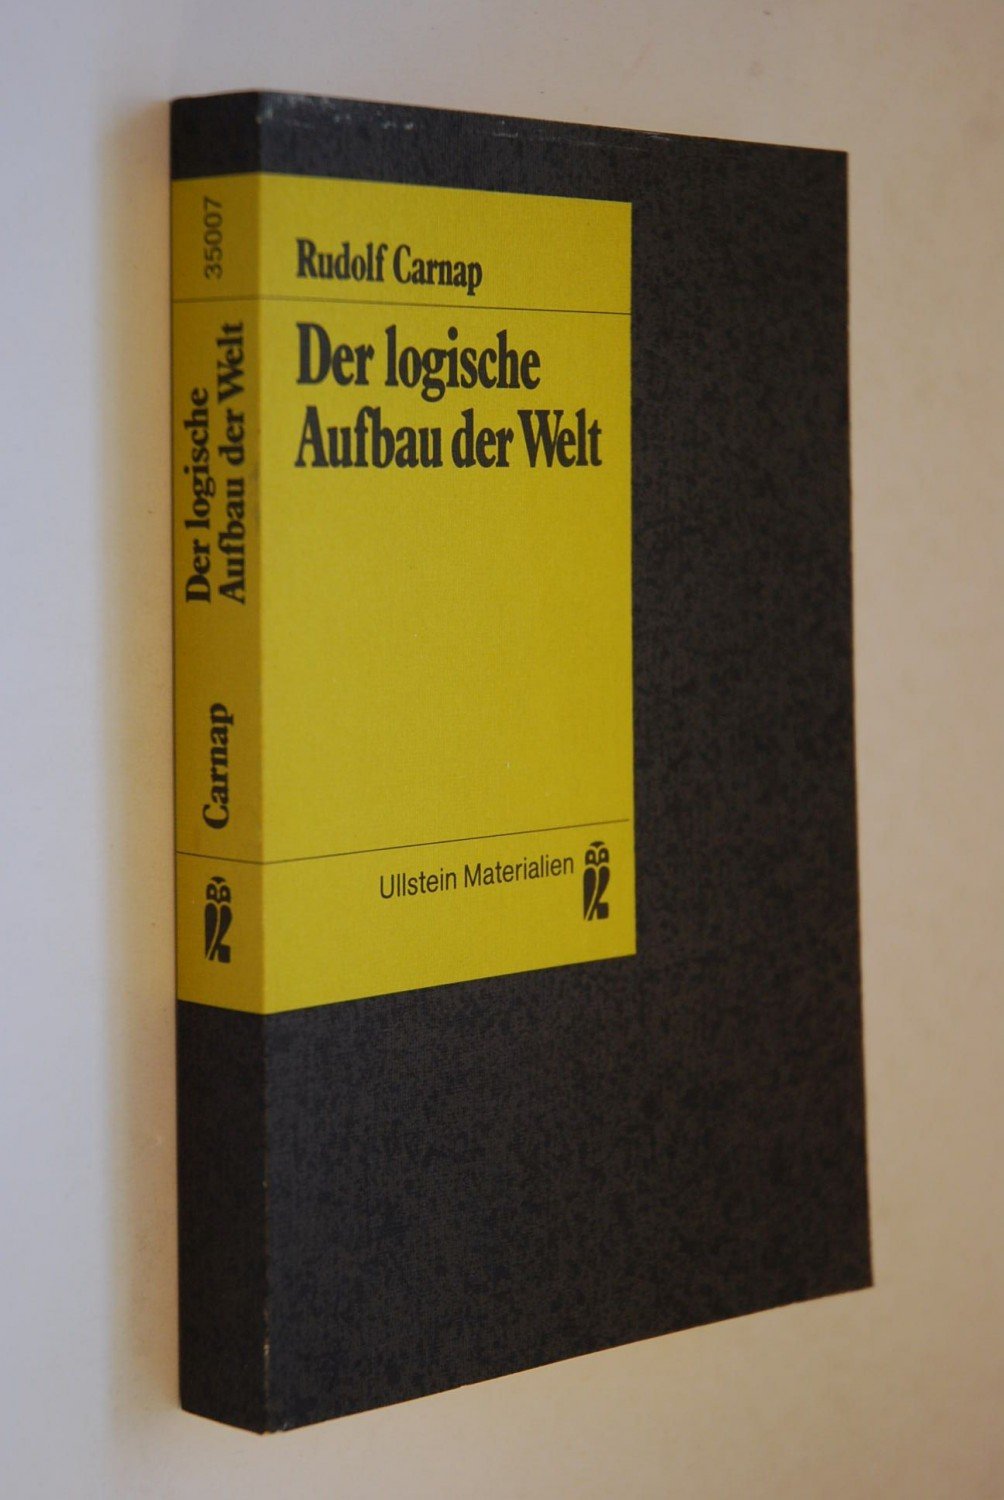 Rudolf Carnap
Der logische
Aufbau der Welt
Ullstein Materialien
35007
Der logische
Aufbau der Welt
Carnap